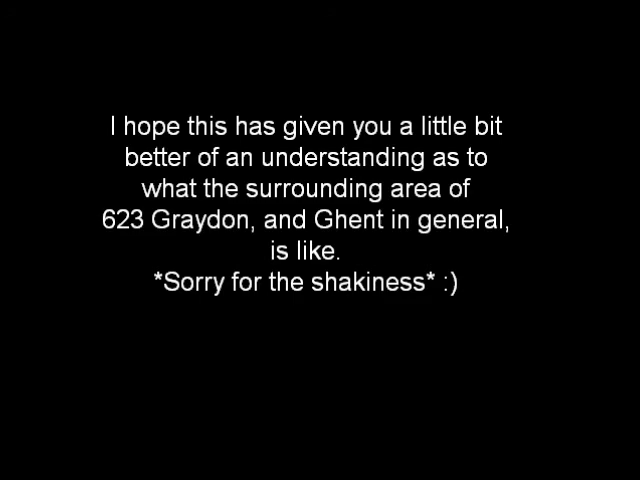 I hope this has given you a little bit
better of an understanding as to
what the surrounding area of
623 Graydon, and Ghent in general,
is like.
*Sorry for the shakiness* :)